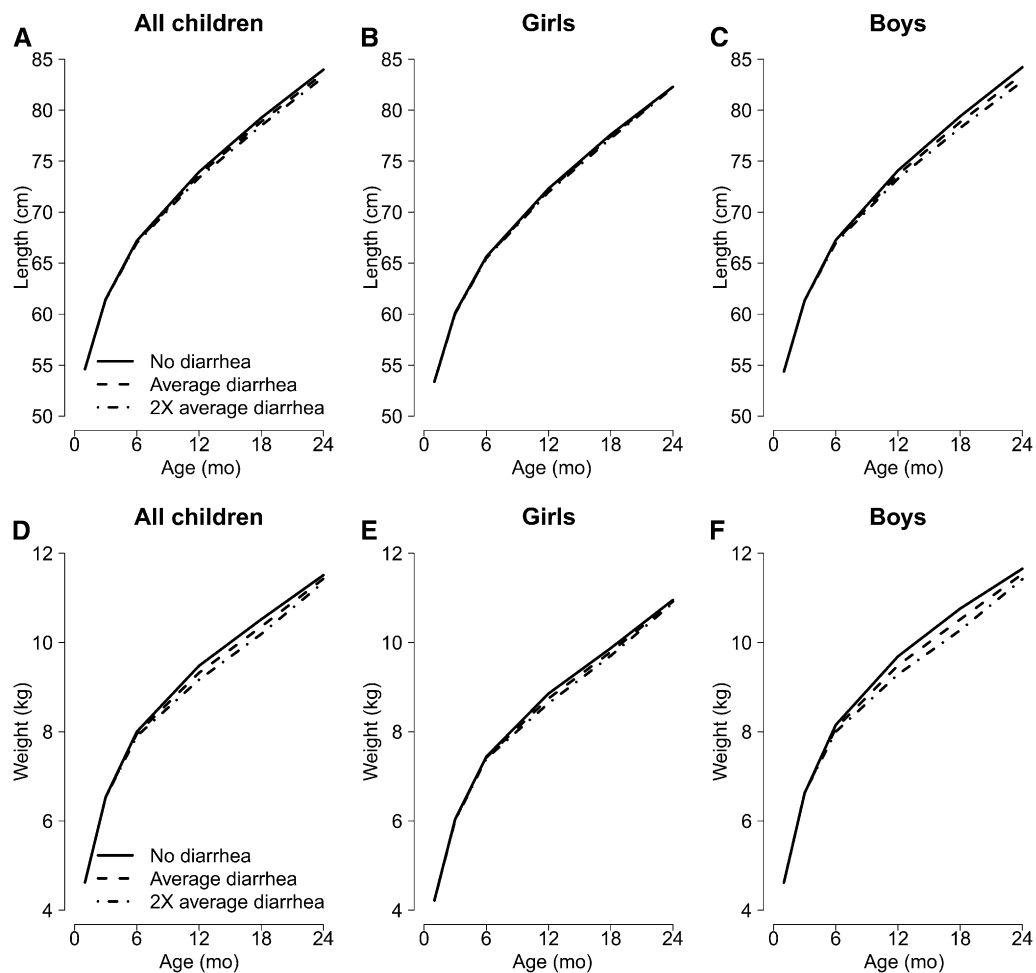 A All children
B Girls
C Boys
85 85 85
80 80 80
75 75 75
70 70 70
65 65 65
60 60 60
55 55 55
50 50 50
Length (cm) Length (cm) Length (cm)
No diarrhea
Average diarrhea
2X average diarrhea
0 6 12 18 24 0 6 12 18 24 0 6 12 18 24
Age (mo) Age (mo) Age (mo)
D All children
E Girls
F Boys
12 12 12
10 10 10
8 8 8
6 6 6
4 4 4
Weight (kg) Weight (kg) Weight (kg)
No diarrhea
Average diarrhea
2X average diarrhea
0 6 12 18 24 0 6 12 18 24 0 6 12 18 24
Age (mo) Age (mo) Age (mo)